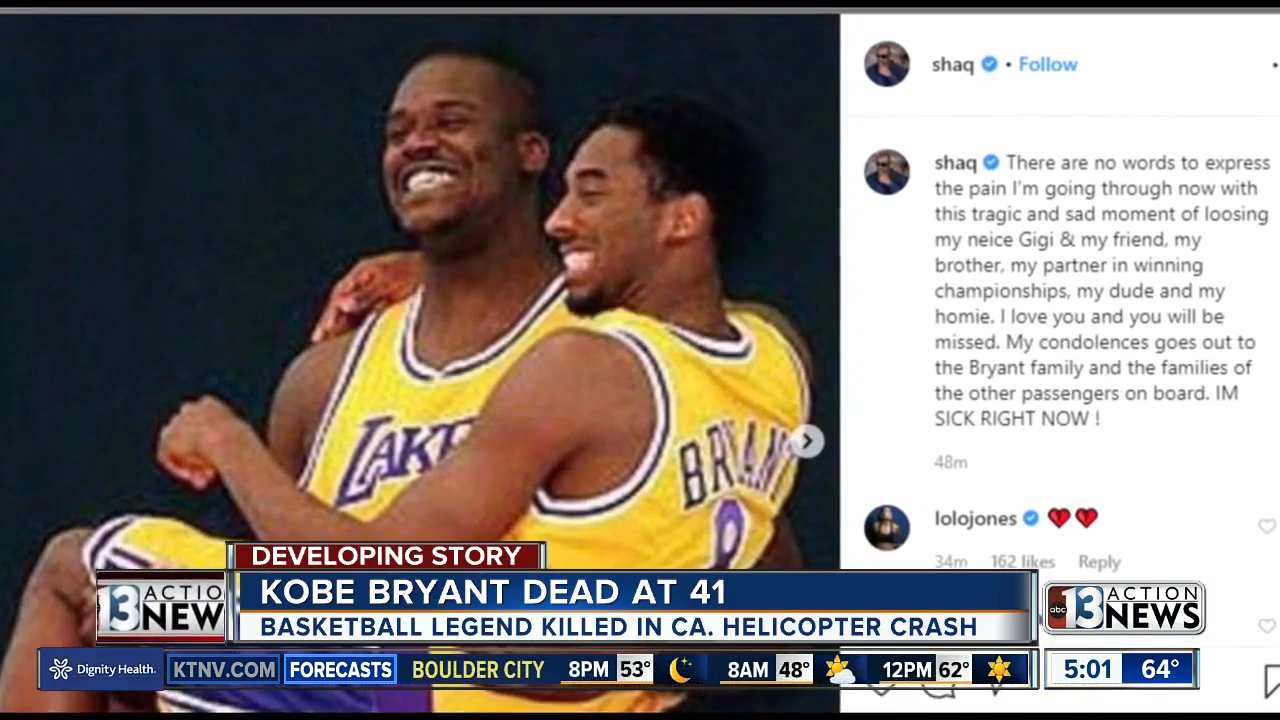 shaq • Follow
shaq There are no words to express
the pain I'm going through now with
this tragic and sad moment of loosing
my neice Gigi & my friend, my
brother, my partner in winning
championships, my dude and my
homie. I love you and you will be
missed. My condolences goes out to
the Bryant family and the families of
the other passengers on board. IM
SICK RIGHT NOW !
48m
lolojones
34m 162 likes Reply
BRYANT
8
DEVELOPING STORY
KOBE BRYANT DEAD AT 41
BASKETBALL LEGEND KILLED IN CA. HELICOPTER CRASH
13 ACTIO
NEW
abc 13 ACTION
NEWS
Dignity Health. KTNV.COM FORECASTS BOULDER CITY 8PM 53° 8AM 48° 12PM 62° 5:01 64°